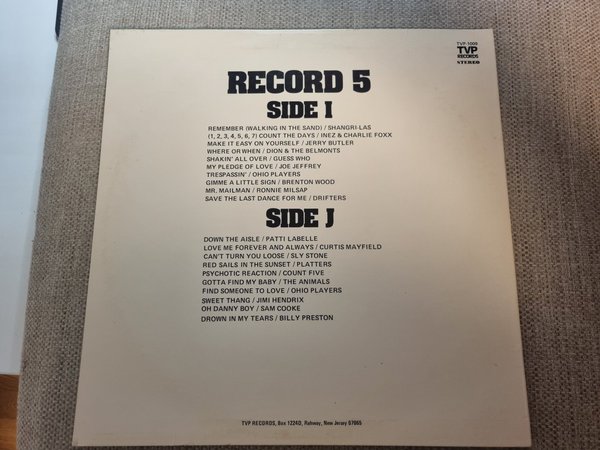 TVP-1009
TVP
RECORDS
STEREO
RECORD 5
SIDE I
REMEMBER (WALKING IN THE SAND) / SHANGRI-LAS
(1, 2, 3, 4, 5, 6, 7) COUNT THE DAYS / INEZ & CHARLIE FOXX
MAKE IT EASY ON YOURSELF / JERRY BUTLER
WHERE OR WHEN / DION & THE BELMONTS
SHAKIN' ALL OVER / GUESS WHO
MY PLEDGE OF LOVE / JOE JEFFREY
TRESPASSIN' / OHIO PLAYERS
GIMME A LITTLE SIGN / BRENTON WOOD
MR. MAILMAN / RONNIE MILSAP
SAVE THE LAST DANCE FOR ME / DRIFTERS
SIDE J
DOWN THE AISLE / PATTI LABELLE
LOVE ME FOREVER AND ALWAYS / CURTIS MAYFIELD
CAN'T TURN YOU LOOSE / SLY STONE
RED SAILS IN THE SUNSET / PLATTERS
PSYCHOTIC REACTION / COUNT FIVE
GOTTA FIND MY BABY / THE ANIMALS
FIND SOMEONE TO LOVE / OHIO PLAYERS
SWEET THANG / JIMI HENDRIX
OH DANNY BOY / SAM COOKE
DROWN IN MY TEARS / BILLY PRESTON
TVP RECORDS, Box 1224D, Rahway, New Jersey 07065